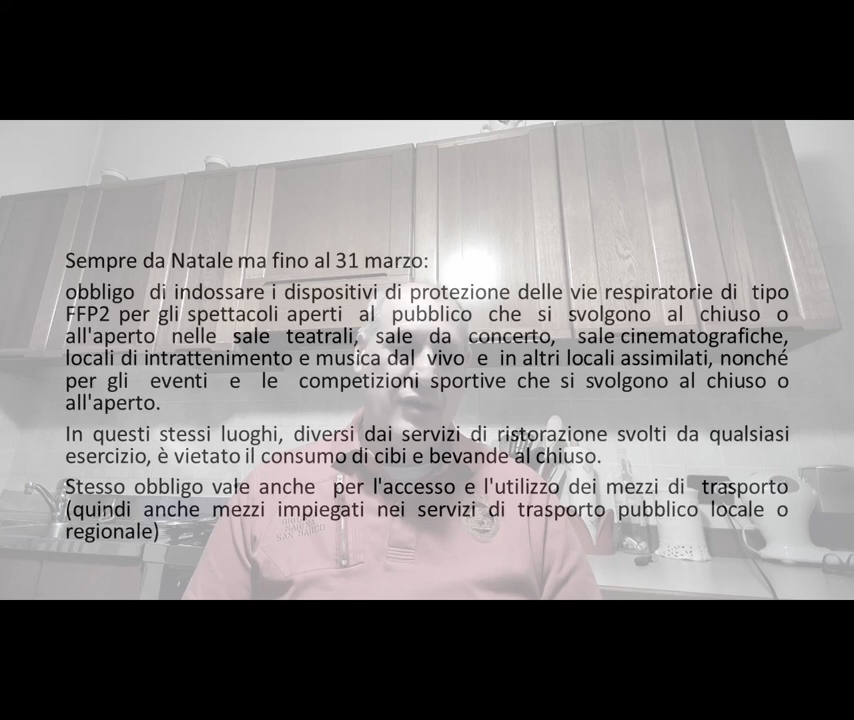 Sempre da Natale ma fino al 31 marzo:
obbligo di indossare i dispositivi di protezione delle vie respiratorie di tipo
FFP2 per gli spettacoli aperti al pubblico che si svolgono al chiuso o
all'aperto nelle sale teatrali, sale da concerto, sale cinematografiche,
locali di intrattenimento e musica dal vivo e in altri locali assimilati, nonché
per gli eventi e le competizioni sportive che si svolgono al chiuso o
all'aperto.
In questi stessi luoghi, diversi dai servizi di ristorazione svolti da qualsiasi
esercizio, è vietato il consumo di cibi e bevande al chiuso.
Stesso obbligo vale anche per l'accesso e l'utilizzo dei mezzi di trasporto
(quindi anche mezzi impiegati nei servizi di trasporto pubblico locale o
regionale)
SAN MARCO